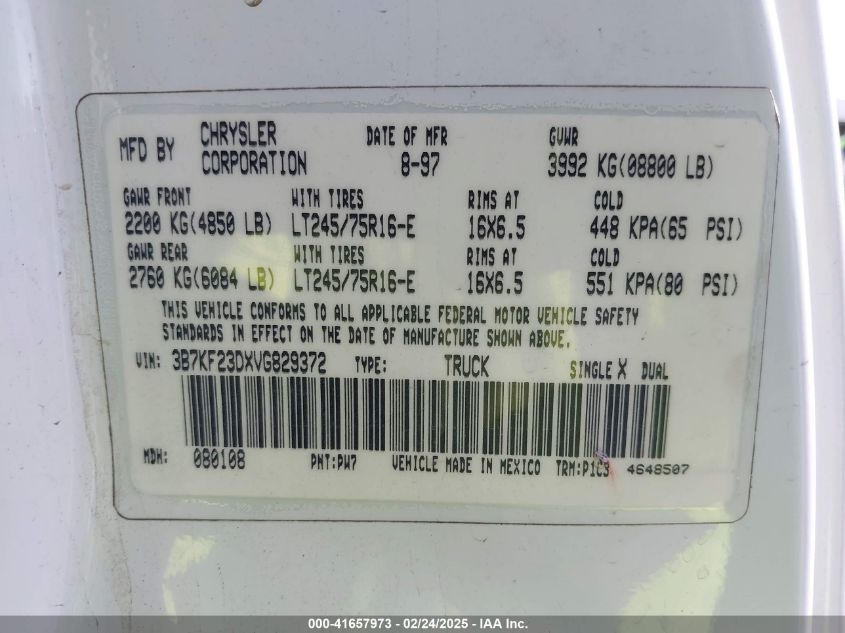 MFD BY CHRYSLER CORPORATION DATE OF MFR 8-97 GVWR 3992 KG(08800 LB)
GAWR FRONT WITH TIRES RIMS AT COLD
2200 KG(4850 LB) LT245/75R16-E 16X6.5 448 KPA(65 PSI)
GAWR REAR WITH TIRES RIMS AT COLD
2760 KG(6084 LB) LT245/75R16-E 16X6.5 551 KPA(80 PSI)
THIS VEHICLE CONFORMS TO ALL APPLICABLE FEDERAL MOTOR VEHICLE SAFETY
STANDARDS IN EFFECT ON THE DATE OF MANUFACTURE SHOWN ABOVE.
VIN: 3B7KF23DXVG829372 TYPE: TRUCK SINGLE X DUAL
MDH: 080108 PNT:PW7 VEHICLE MADE IN MEXICO TRM:P1C3 4648507
000-41657973 - 02/24/2025 - IAA Inc.